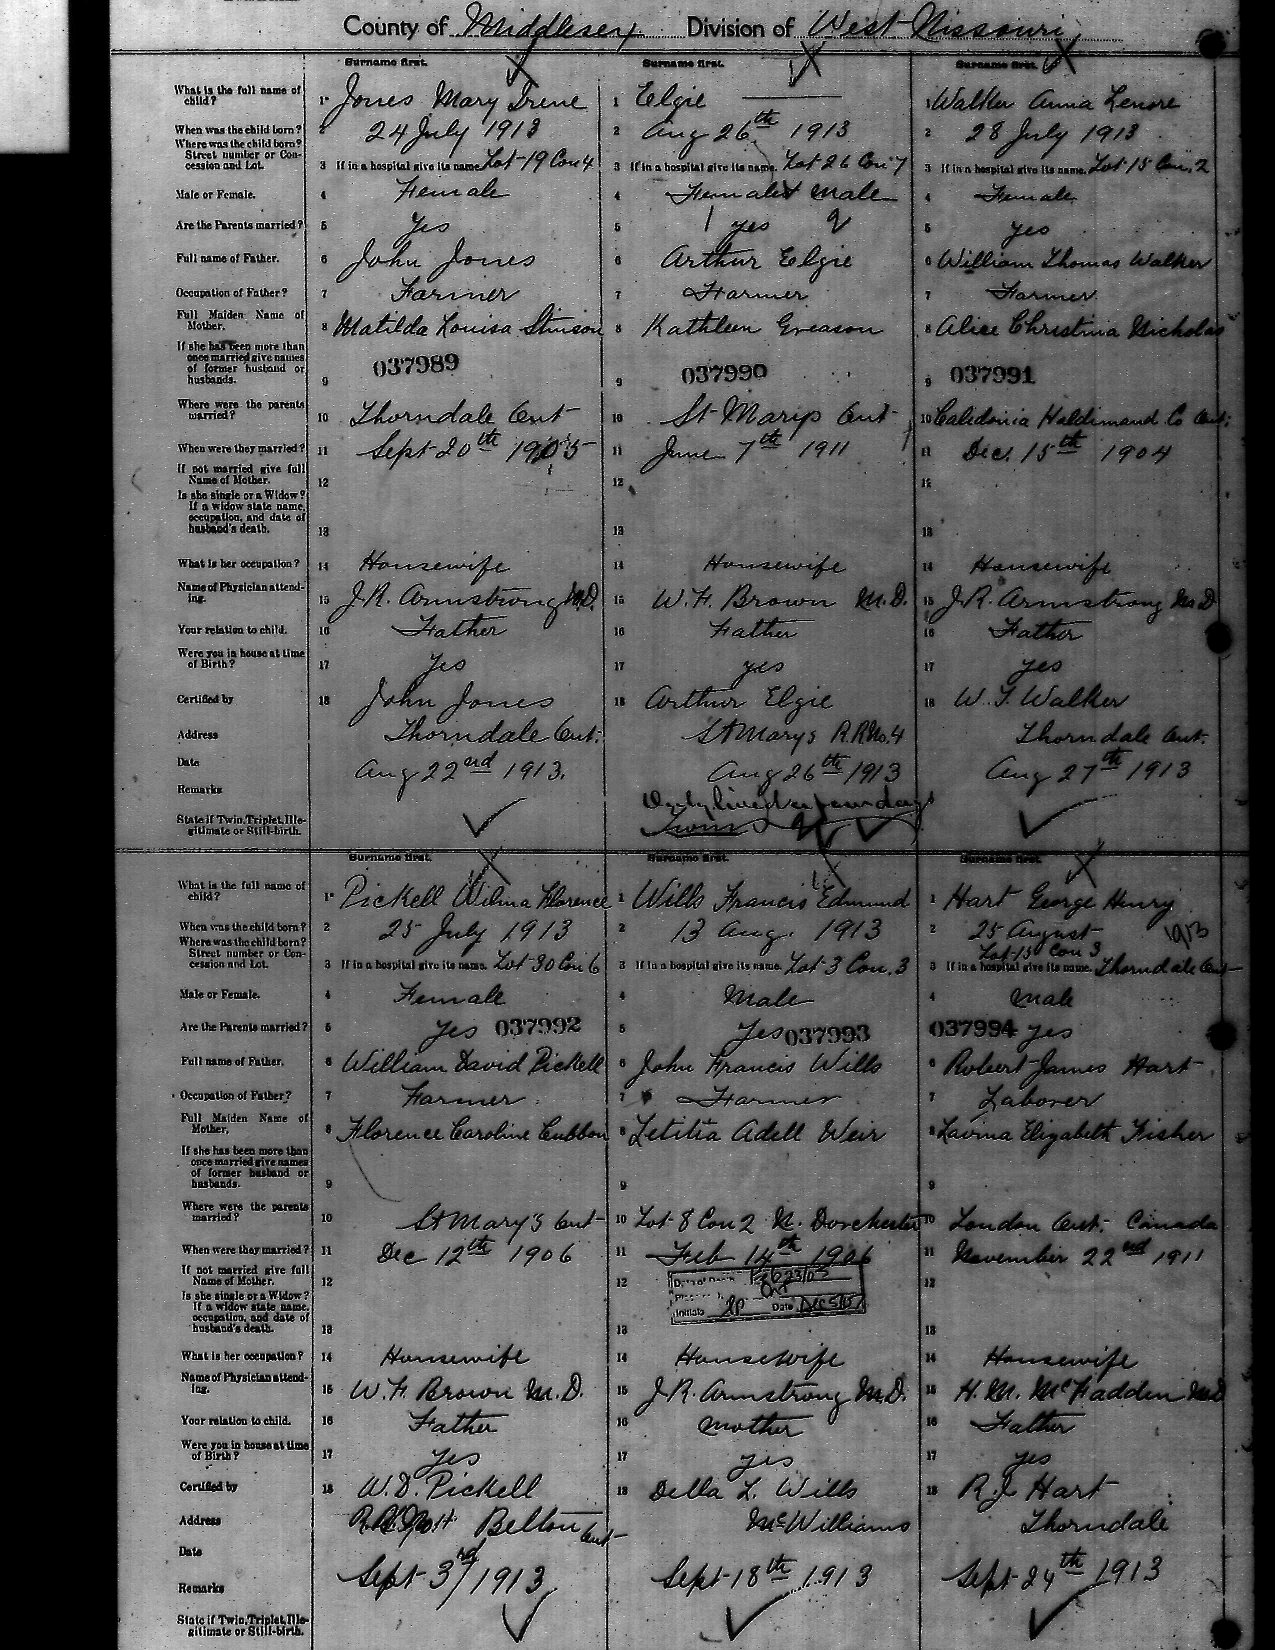 County of Middlesex Division of West Nissouri
Surname first. Surname first. Surname first.
What is the full name of child? 1 Jones Mary Irene 1 Elgie 1 Walker Anna Lenore
When was the child born? 2 24 July 1913 2 Aug 26th 1913 2 28 July 1913
Where was the child born? Street number or Concession and Lot. 3 If in a hospital give its name. Lot 19 Con 4 3 If in a hospital give its name. Lot 26 Con 7 3 If in a hospital give its name. Lot 15 Con. 2
Male or Female. 4 Female 4 Female & Male 4 Female
Are the Parents married? 5 Yes 5 1 yes 2 5 yes
Full name of Father. 6 John Jones 6 Arthur Elgie 6 William Thomas Walker
Occupation of Father? 7 Farmer 7 Farmer 7 Farmer
Full Maiden Name of Mother. 8 Matilda Louisa Stinson 8 Kathleen Greason 8 Alice Christina Nicholas
If she has been more than once married give names of former husband or husbands. 9 037989 9 037990 9 037991
Where were the parents married? 10 Thorndale Ont 10 St Marys Ont 10 Caledonia Haldimand Co Ont.
When were they married? 11 Sept 20th 1905 11 June 7th 1911 11 Dec. 15th 1904
If not married give full Name of Mother. 12 12 12
Is she single or a Widow? If a widow state name, occupation, and date of husband's death. 13 13 13
What is her occupation? 14 Housewife 14 Housewife 14 Housewife
Name of Physician attending. 15 J.R. Armstrong M.D. 15 W.F. Brown M.D. 15 J.R. Armstrong M.D
Your relation to child. 16 Father 16 Father 16 Father
Were you in house at time of Birth? 17 Yes 17 yes 17 yes
Certified by 18 John Jones 18 Arthur Elgie 18 W.T. Walker
Address Thorndale Ont. St Marys R.R No. 4 Thorndale Ont.
Date Aug 22nd 1913. Aug 26th 1913 Aug 27th 1913
Remarks Only lived a few days
State if Twin, Triplet, Illegitimate or Still-birth. Twins
Surname first. Surname first. Surname first.
What is the full name of child? 1 Pickell Wilma Florence 1 Wills Francis Edmund 1 Hart George Henry
When was the child born? 2 25 July 1913 2 13 Aug. 1913 2 25 August 1913
Where was the child born? Street number or Concession and Lot. 3 If in a hospital give its name. Lot 30 Con 6 3 If in a hospital give its name. Lot 3 Con. 3 3 If in a hospital give its name. Lot 15 Con 3 Thorndale Ont
Male or Female. 4 Female 4 Male 4 Male
Are the Parents married? 5 Yes 037992 5 Yes 037993 037994 yes
Full name of Father. 6 William David Pickell 6 John Francis Wills 6 Robert James Hart
Occupation of Father? 7 Farmer 7 Farmer 7 Laborer
Full Maiden Name of Mother, 8 Florence Caroline Cubbon 8 Letitia Adell Weir 8 Lavina Elizabeth Fisher
If she has been more than once married give names of former husband or husbands. 9 9 9
Where were the parents married? 10 St Mary's Ont 10 Lot 8 Con 2 N. Dorchester 10 London Ont. Canada
When were they married? 11 Dec 12th 1906 11 Feb 14th 1906 11 November 22nd 1911
If not married give full Name of Mother. 12 12 12
Initials Date
Is she single or a Widow? If a widow state name, occupation, and date of husband's death. 13 13 13
What is her occupation? 14 Housewife 14 Housewife 14 Housewife
Name of Physician attending. 15 W.F. Brown M.D. 15 J.R. Armstrong M.D. 15 H.M. McFadden M.D
Your relation to child. 16 Father 16 Mother 16 Father
Were you in house at time of Birth? 17 Yes 17 yes 17 yes
Certified by 18 W.D. Pickell 18 Della L. Wills 18 R.J. Hart
Address Belton Ont McWilliams Thorndale
Date Sept 3rd/1913 Sept 18th 1913 Sept 24th 1913
Remarks
State if Twin, Triplet, Illegitimate or Still-birth.